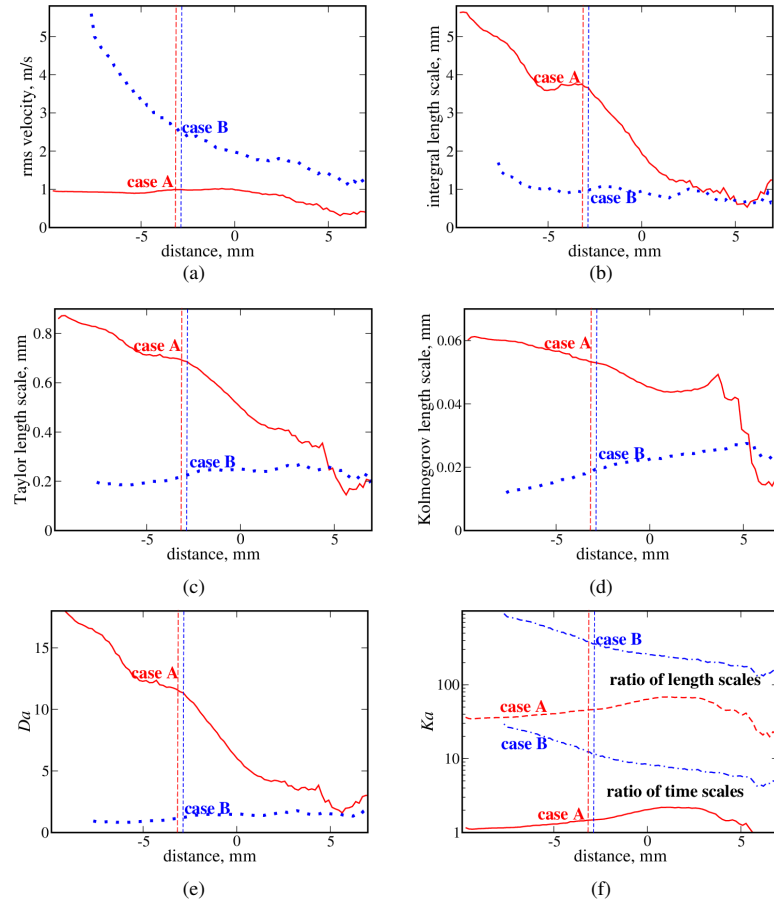 5
4
3
2
1
0
rms velocity, m/s
case B
case A
-5
0
5
distance, mm
(a)
5
4
3
2
1
0
intergral length scale, mm
case A
case B
-5
0
5
distance, mm
(b)
0.8
0.6
0.4
0.2
0
Taylor length scale, mm
case A
case B
-5
0
5
distance, mm
(c)
0.06
0.04
0.02
0
Kolmogorov length scale, mm
case A
case B
-5
0
5
distance, mm
(d)
15
10
5
0
Da
case A
case B
-5
0
5
distance, mm
(e)
100
10
1
Ka
case B
ratio of length scales
case A
case B
ratio of time scales
case A
-5
0
5
distance, mm
(f)